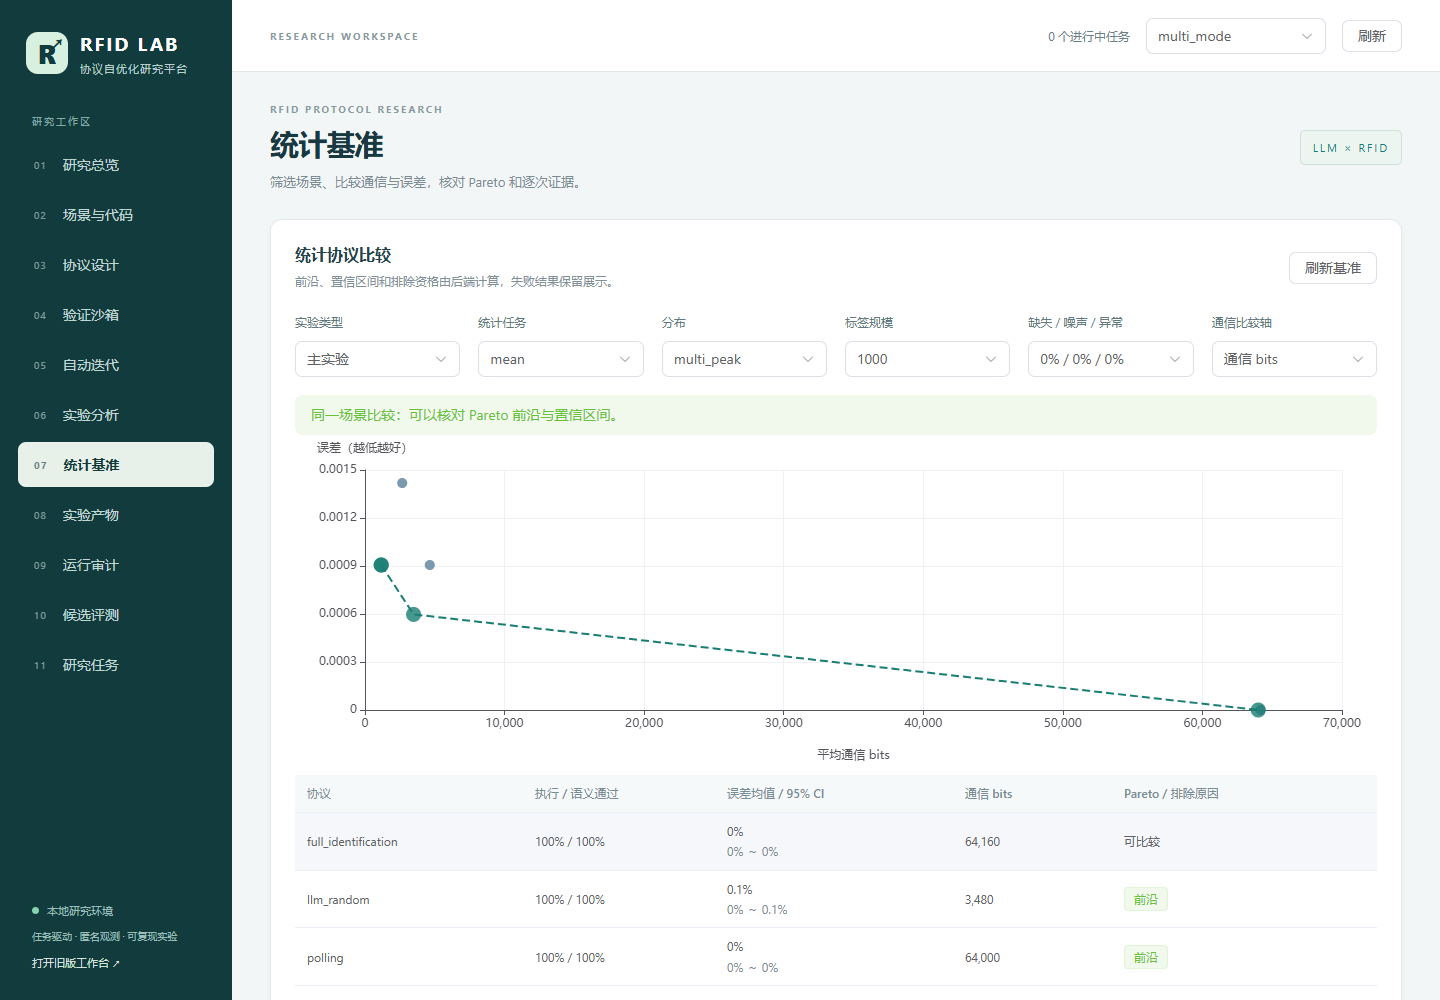 RFID LAB
协议自优化研究平台
研究工作区
01 研究总览
02 场景与代码
03 协议设计
04 验证沙箱
05 自动迭代
06 实验分析
07 统计基准
08 实验产物
09 运行审计
10 候选评测
11 研究任务
本地研究环境
任务驱动 · 匿名观测 · 可复现实验
打开旧版工作台 ↗
RESEARCH WORKSPACE
0 个进行中任务
multi_mode
刷新
RFID PROTOCOL RESEARCH
统计基准
筛选场景、比较通信与误差，核对 Pareto 和逐次证据。
LLM × RFID
统计协议比较
前沿、置信区间和排除资格由后端计算，失败结果保留展示。
刷新基准
实验类型 统计任务 分布 标签规模 缺失 / 噪声 / 异常 通信比较轴
主实验 mean multi_peak 1000 0% / 0% / 0% 通信 bits
同一场景比较：可以核对 Pareto 前沿与置信区间。
误差（越低越好）
0.0015
0.0012
0.0009
0.0006
0.0003
0
0 10,000 20,000 30,000 40,000 50,000 60,000 70,000
平均通信 bits
协议 执行 / 语义通过 误差均值 / 95% CI 通信 bits Pareto / 排除原因
full_identification 100% / 100% 0% 64,160 可比较
0% ~ 0%
llm_random 100% / 100% 0.1% 3,480 前沿
0% ~ 0.1%
polling 100% / 100% 0% 64,000 前沿
0% ~ 0%